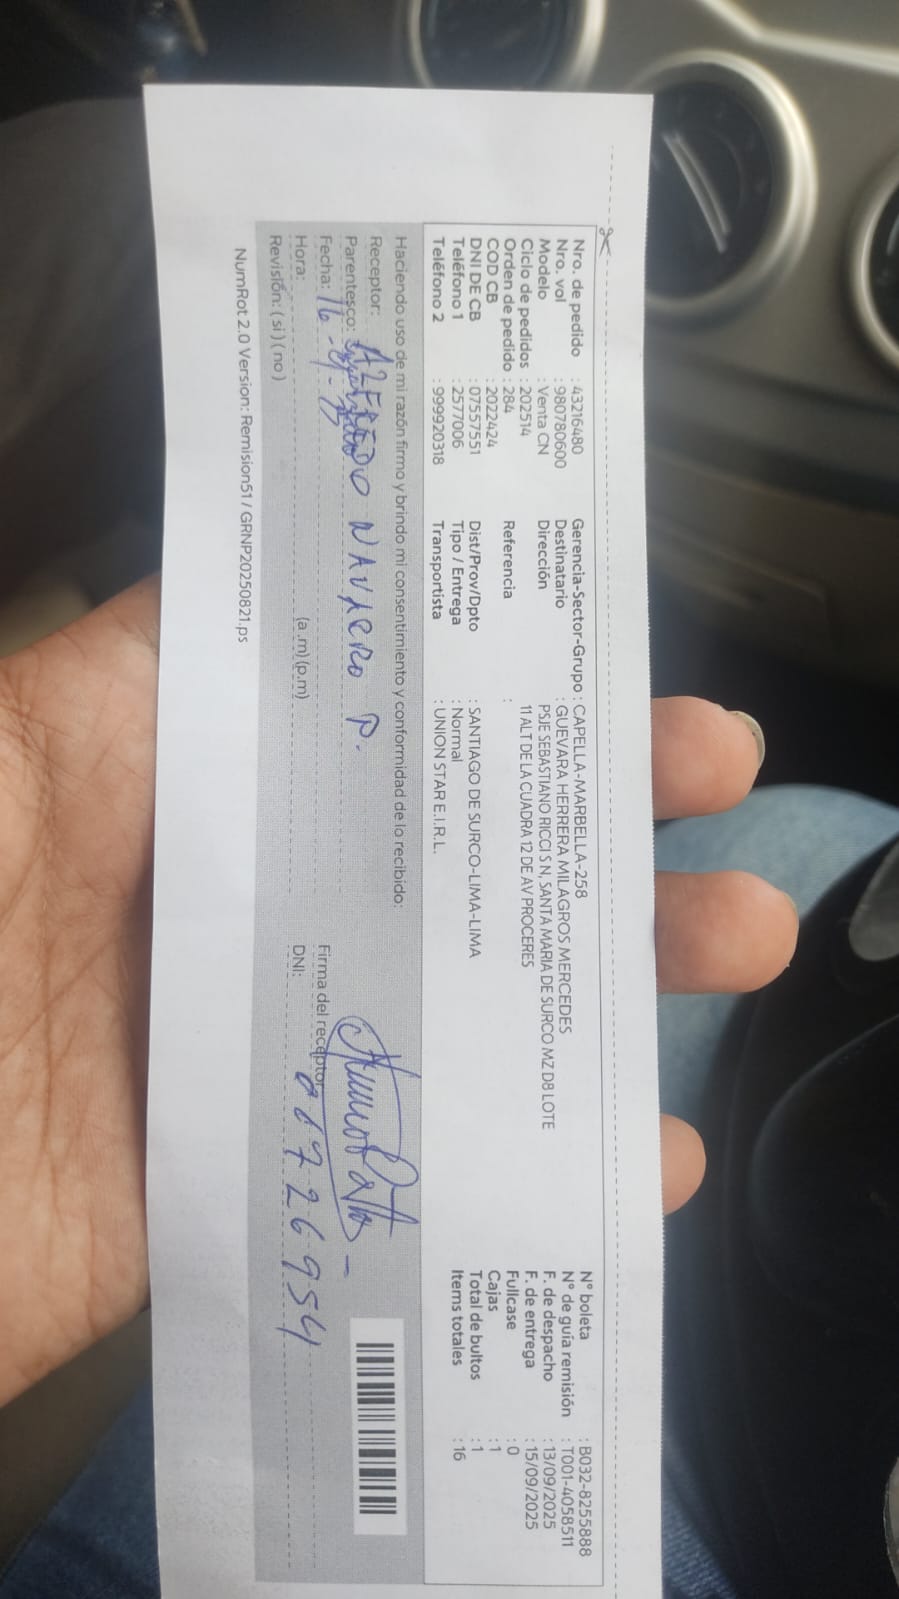 Nro. de pedido : 43216480
Nro. vol : 980780600
Modelo : Venta CN
Ciclo de pedidos : 202514
Orden de pedido : 284
COD CB : 2022424
DNI DE CB : 07557551
Teléfono 1 : 2577006
Teléfono 2 : 999920318
Gerencia-Sector-Grupo : CAPELLA-MARBELLA-258
Destinatario : GUEVARA HERRERA MILAGROS MERCEDES
Dirección PSJE SEBASTIANO RICCI S N, SANTA MARIA DE SURCO MZ D8 LOTE
11 ALT DE LA CUADRA 12 DE AV PROCERES
Referencia :
Dist/Prov/Dpto : SANTIAGO DE SURCO-LIMA-LIMA
Tipo / Entrega : Normal
Transportista : UNION STAR E.I.R.L.
N° boleta : B032-8255888
N° de guía remisión : T001-4058511
F. de despacho : 13/09/2025
F. de entrega : 15/09/2025
Fullcase : 0
Cajas : 1
Total de bultos : 1
Items totales : 16
Haciendo uso de mi razón firmo y brindo mi consentimiento y conformidad de lo recibido:
Receptor: NAVARRO P.
Parentesco:
Fecha: 16 -
Hora: (a .m) (p.m)
Revisión: ( si ) ( no )
Firma del receptor
DNI:
NumRot 2.0 Version: Remision51 / GRNP20250821.ps